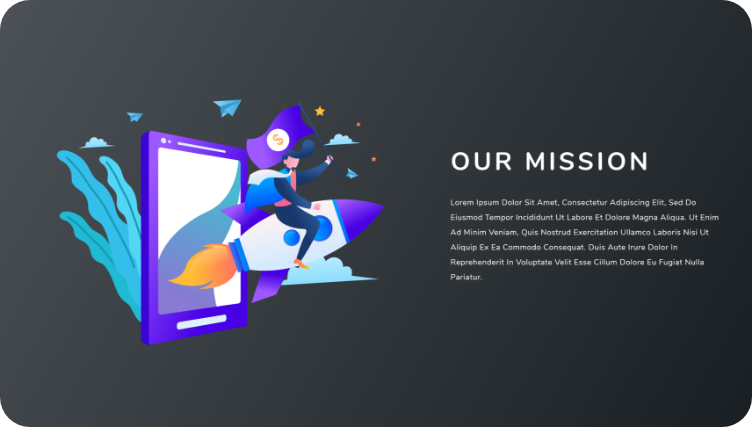 OUR MISSION
Lorem Ipsum Dolor Sit Amet, Consectetur Adipiscing Elit, Sed Do
Eiusmod Tempor Incididunt Ut Labore Et Dolore Magna Aliqua. Ut Enim
Ad Minim Veniam, Quis Nostrud Exercitation Ullamco Laboris Nisi Ut
Aliquip Ex Ea Commodo Consequat. Duis Aute Irure Dolor In
Reprehenderit In Voluptate Velit Esse Cillum Dolore Eu Fugiat Nulla
Pariatur.